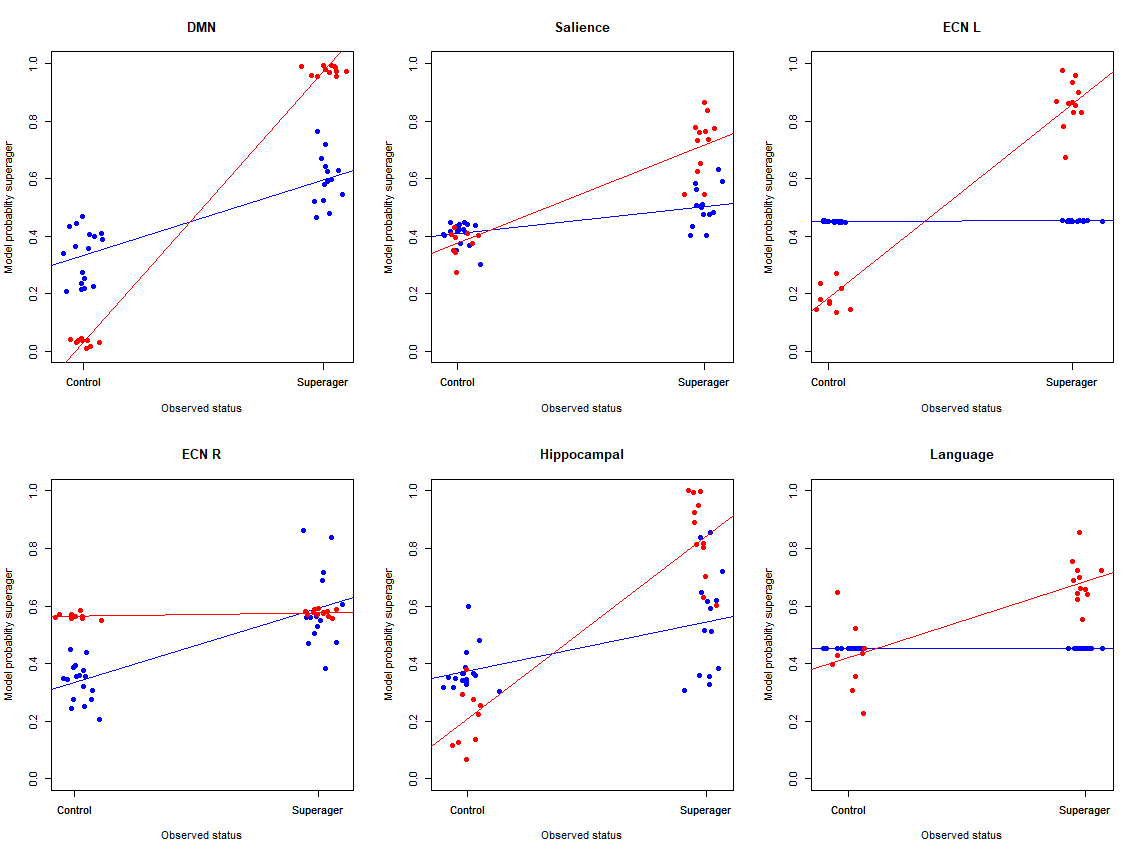 DMN
Model probablity superager
0.0 0.2 0.4 0.6 0.8 1.0
Control Superager
Observed status
Salience
Model probablity superager
0.0 0.2 0.4 0.6 0.8 1.0
Control Superager
Observed status
ECN L
Model probablity superager
0.0 0.2 0.4 0.6 0.8 1.0
Control Superager
Observed status
ECN R
Model probablity superager
0.0 0.2 0.4 0.6 0.8 1.0
Control Superager
Observed status
Hippocampal
Model probablity superager
0.0 0.2 0.4 0.6 0.8 1.0
Control Superager
Observed status
Language
Model probablity superager
0.0 0.2 0.4 0.6 0.8 1.0
Control Superager
Observed status